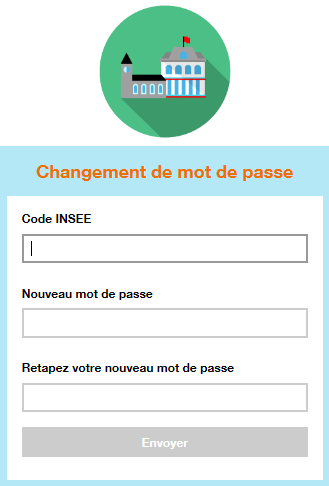 Changement de mot de passe
Code INSEE
Nouveau mot de passe
Retapez votre nouveau mot de passe
Envoyer